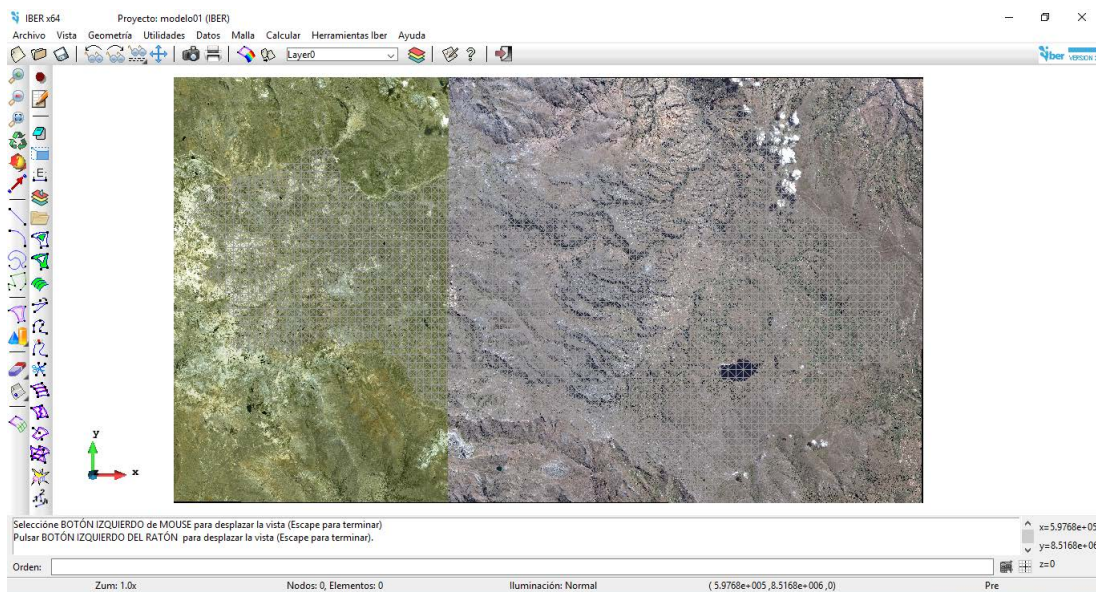 IBER x64 Proyecto: modelo01 (IBER)
Archivo Vista Geometría Utilidades Datos Malla Calcular Herramientas Iber Ayuda
Layer0
Iber VERSION
E
y
x
Seleccióne BOTÓN IZQUIERDO de MOUSE para desplazar la vista (Escape para terminar)
Pulsar BOTÓN IZQUIERDO DEL RATÓN para desplazar la vista (Escape para terminar).
x=5.9768e+05
y=8.5168e+06
z=0
Orden:
Zum: 1.0x Nodos: 0, Elementos: 0 Iluminación: Normal ( 5.9768e+005 ,8.5168e+006 ,0) Pre